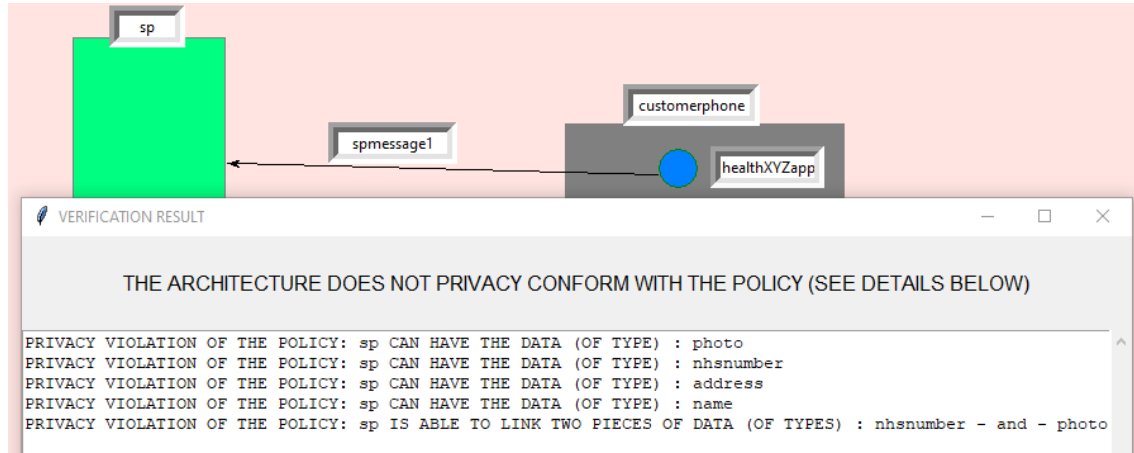 sp
customerphone
spmessage1
healthXYZapp
VERIFICATION RESULT
THE ARCHITECTURE DOES NOT PRIVACY CONFORM WITH THE POLICY (SEE DETAILS BELOW)
PRIVACY VIOLATION OF THE POLICY: sp CAN HAVE THE DATA (OF TYPE) : photo
PRIVACY VIOLATION OF THE POLICY: sp CAN HAVE THE DATA (OF TYPE) : nhsnumber
PRIVACY VIOLATION OF THE POLICY: sp CAN HAVE THE DATA (OF TYPE) : address
PRIVACY VIOLATION OF THE POLICY: sp CAN HAVE THE DATA (OF TYPE) : name
PRIVACY VIOLATION OF THE POLICY: sp IS ABLE TO LINK TWO PIECES OF DATA (OF TYPES) : nhsnumber - and - photo